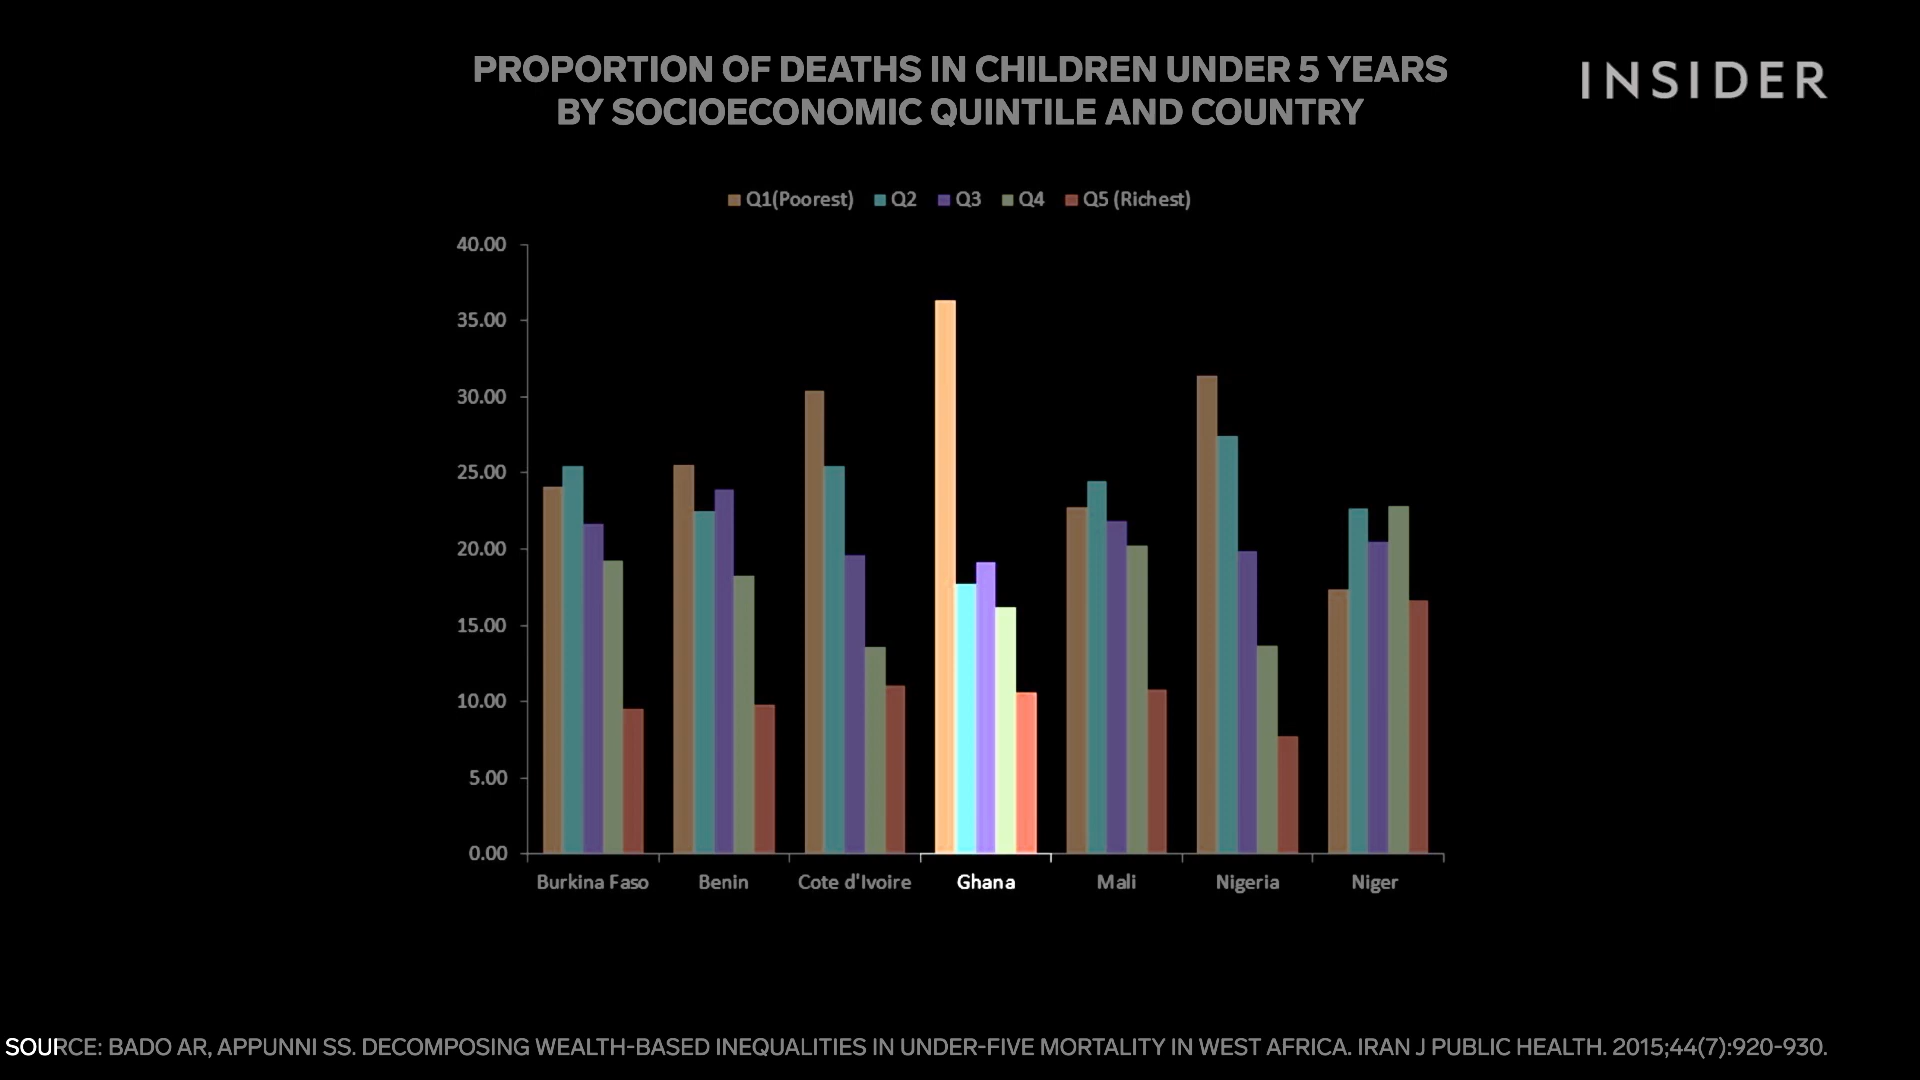 PROPORTION OF DEATHS IN CHILDREN UNDER 5 YEARS
BY SOCIOECONOMIC QUINTILE AND COUNTRY
INSIDER
Q1(Poorest) Q2 Q3 Q4 Q5 (Richest)
40.00
35.00
30.00
25.00
20.00
15.00
10.00
5.00
0.00
Burkina Faso Benin Cote d'Ivoire Ghana Mali Nigeria Niger
SOURCE: BADO AR, APPUNNI SS. DECOMPOSING WEALTH-BASED INEQUALITIES IN UNDER-FIVE MORTALITY IN WEST AFRICA. IRAN J PUBLIC HEALTH. 2015;44(7):920-930.